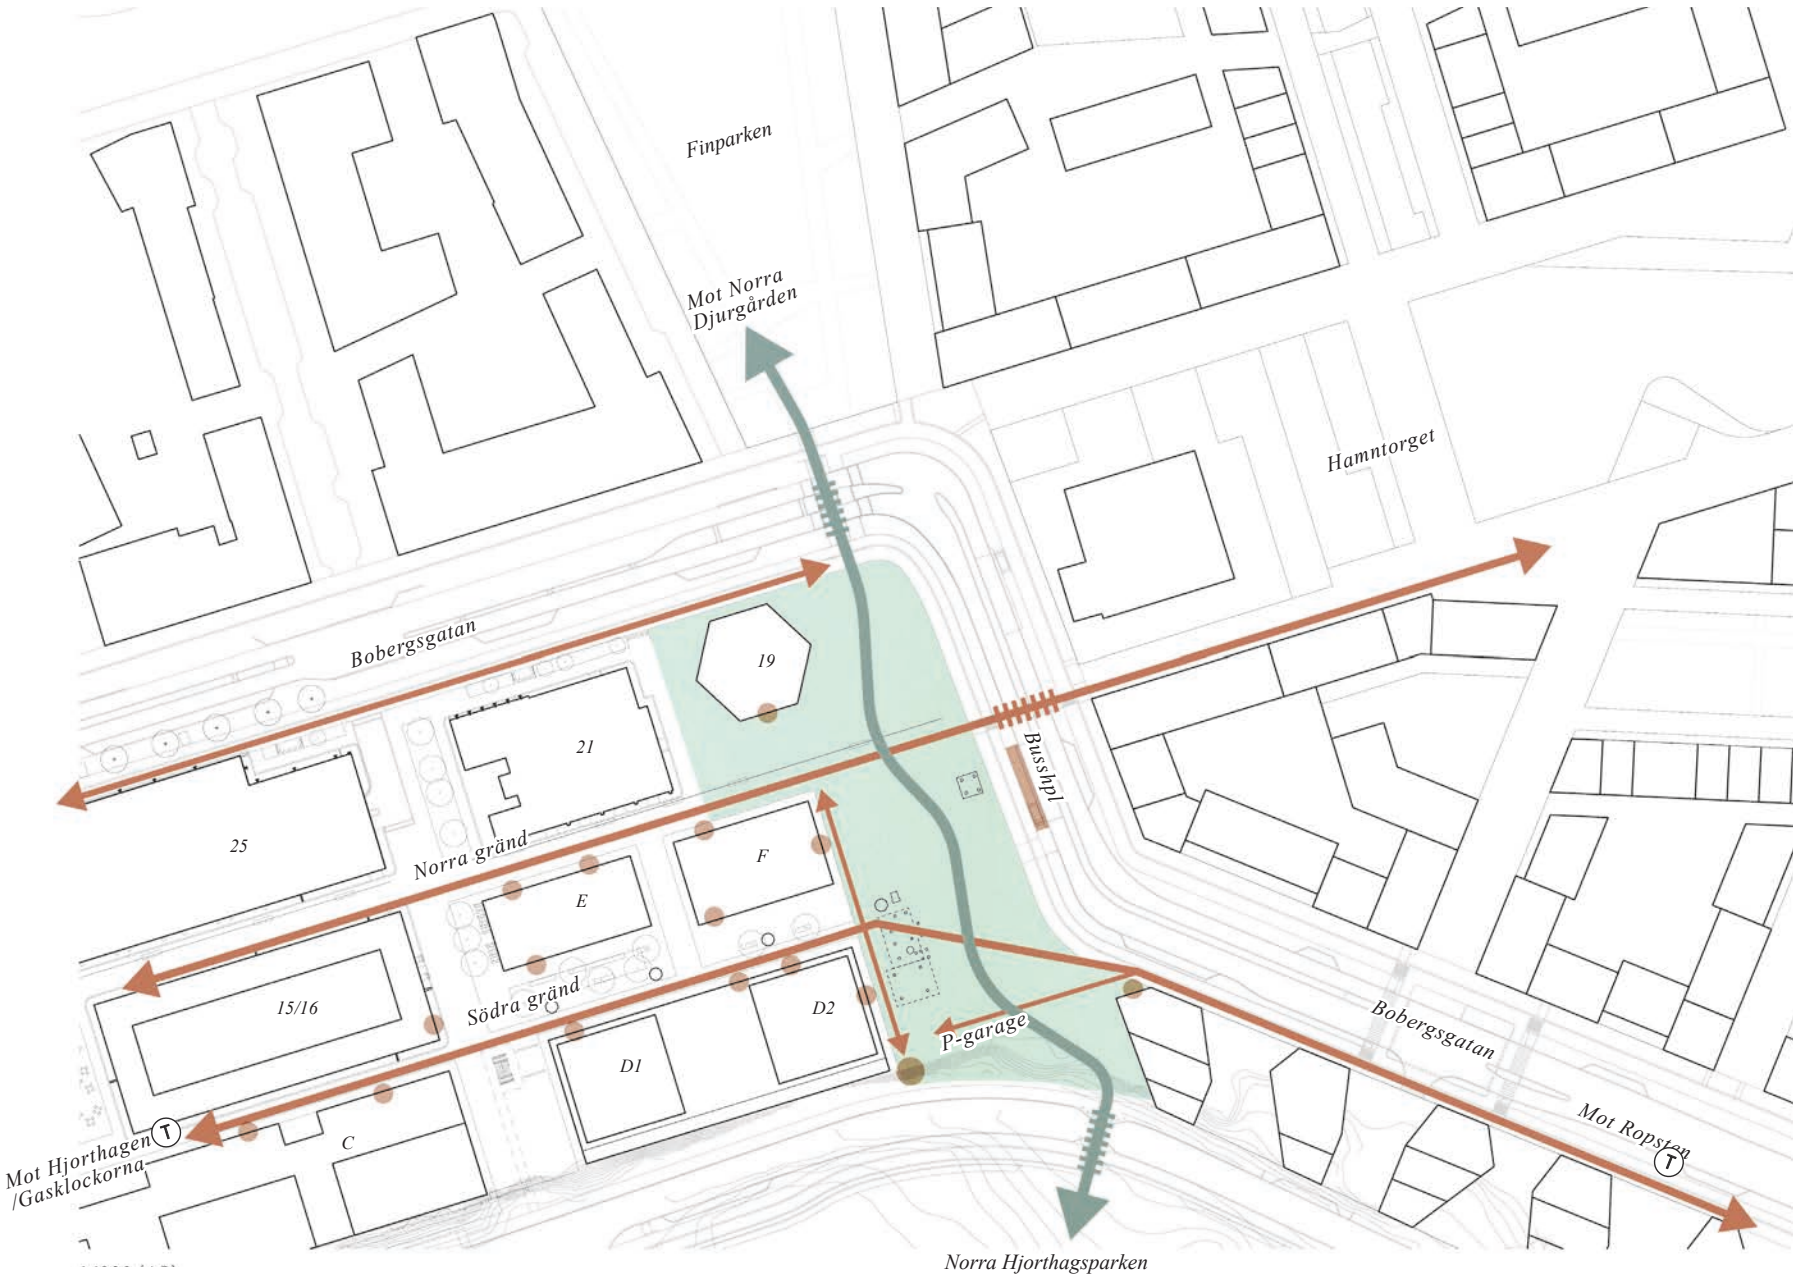 Finparken
Mot Norra
Djurgården
Hamntorget
Bobergsgatan
19
21
Busshpl
25
Norra gränd
F
E
15/16
Södra gränd
D2
P-garage
D1
Bobergsgatan
C
T
Mot Hjorthagen
/Gasklockorna
Mot Ropsten
T
Norra Hjorthagsparken